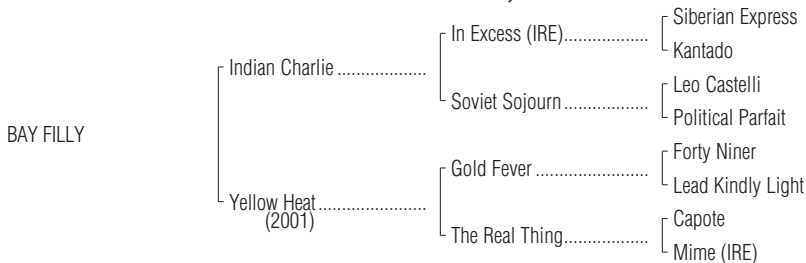 Siberian Express
In Excess (IRE)...................
Kantado
Indian Charlie ....................
Leo Castelli
Soviet Sojourn ...................
Political Parfait
BAY FILLY
Forty Niner
Gold Fever .........................
Lead Kindly Light
Yellow Heat........................
(2001)
Capote
The Real Thing...................
Mime (IRE)